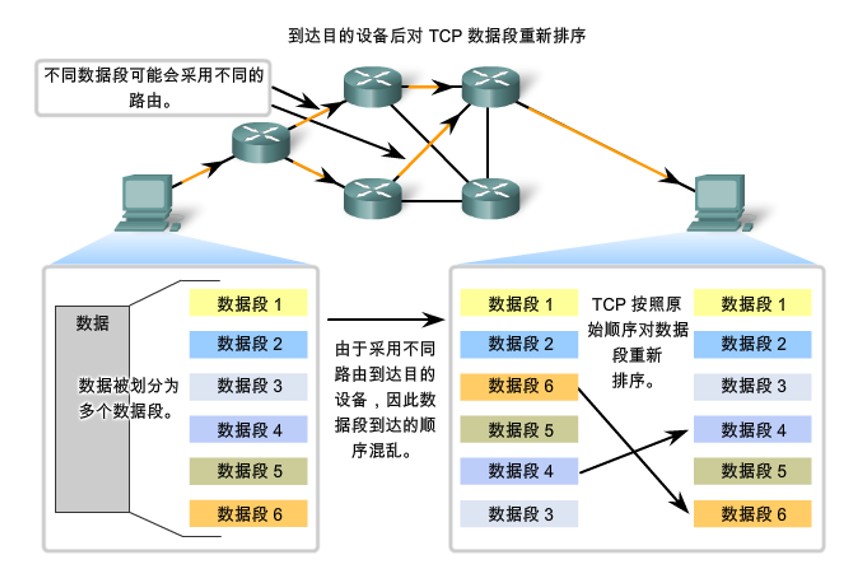 到达目的设备后对 TCP 数据段重新排序
不同数据段可能会采用不同的
路由。
数据
数据被划分为
多个数据段。
数据段 1
数据段 2
数据段 3
数据段 4
数据段 5
数据段 6
由于采用不同
路由到达目的
设备，因此数
据段到达的顺
序混乱。
数据段 1
数据段 2
数据段 6
数据段 5
数据段 4
数据段 3
TCP 按照原
始顺序对数据
段重新
排序。
数据段 1
数据段 2
数据段 3
数据段 4
数据段 5
数据段 6